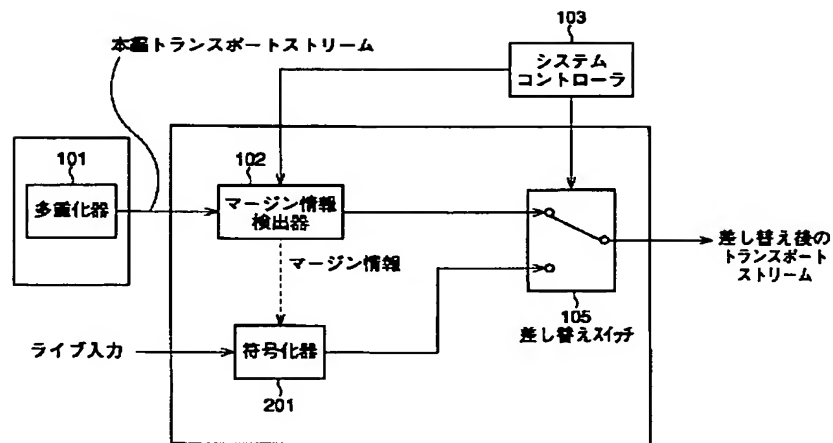 本編トランスポートストリーム
103
システム
コントローラ
101
多重化器
102
マージン情報
検出器
マージン情報
差し替え後の
トランスポート
ストリーム
105
差し替えスイッチ
ライブ入力
符号化器
201